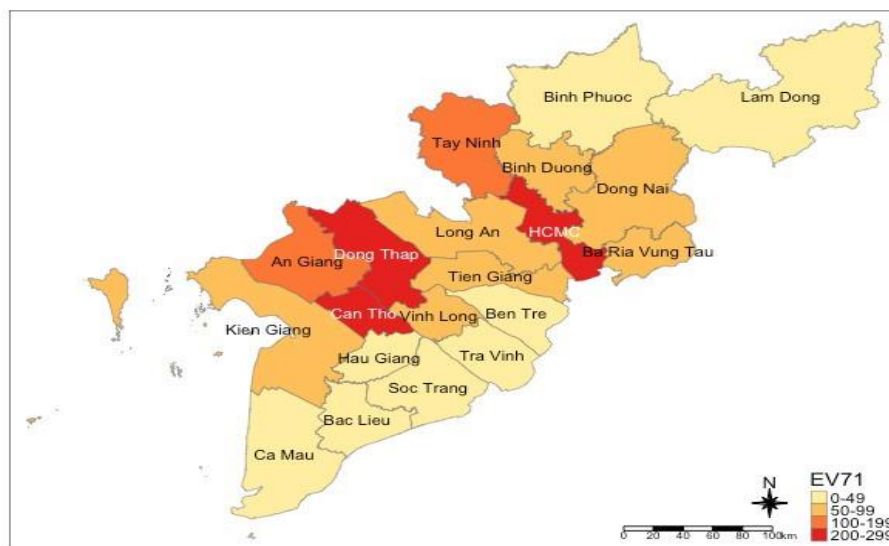 Binh Phuoc
Lam Dong
Tay Ninh
Binh Duong
Dong Nai
Long An
HCMC
Dong Thap
Ba Ria Vung Tau
An Giang
Tien Giang
Can Tho
Vinh Long
Ben Tre
Kien Giang
Hau Giang
Tra Vinh
Soc Trang
Bac Lieu
Ca Mau
N
EV71
0-49
50-99
100-199
200-299
0 20 40 60 80 100km